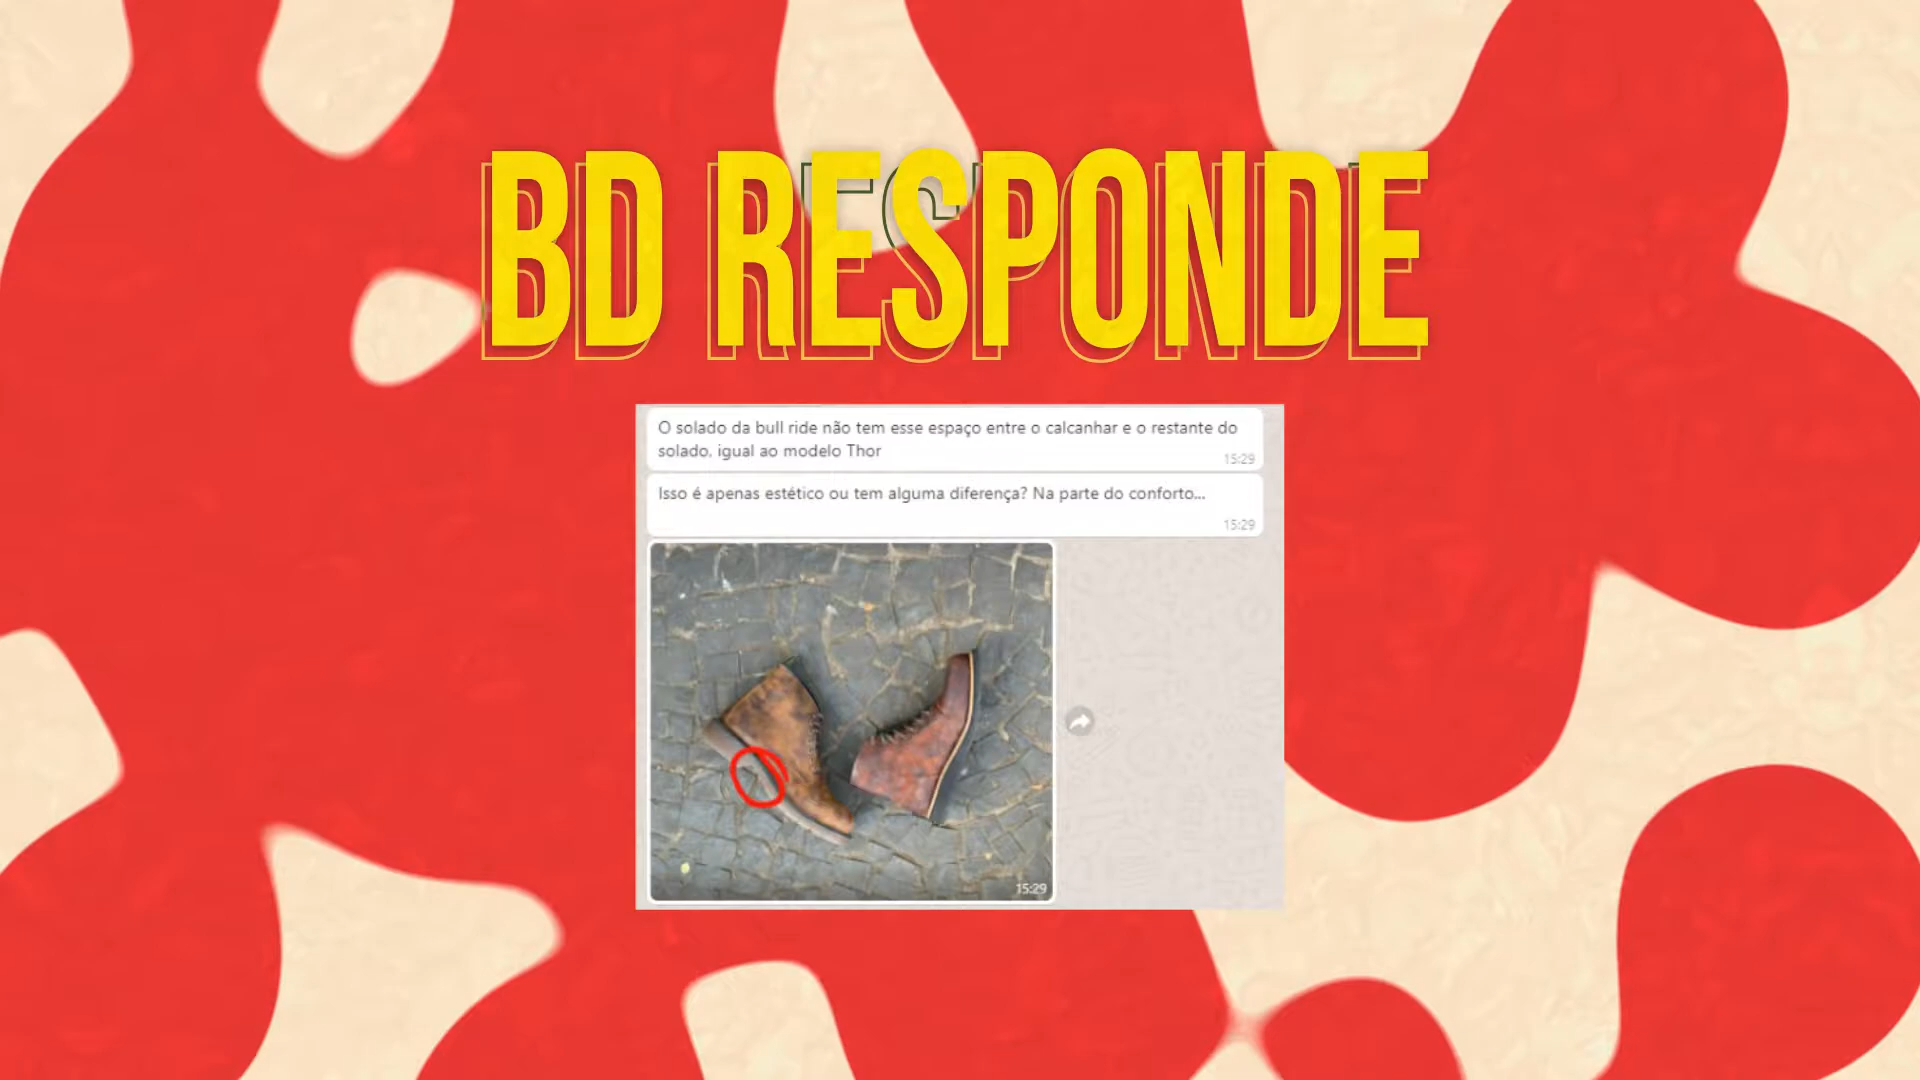 BD RESPONDE
O solado da bull ride não tem esse espaço entre o calcanhar e o restante do
solado, igual ao modelo Thor
15:29
Isso é apenas estético ou tem alguma diferença? Na parte do conforto...
15:29
15:29